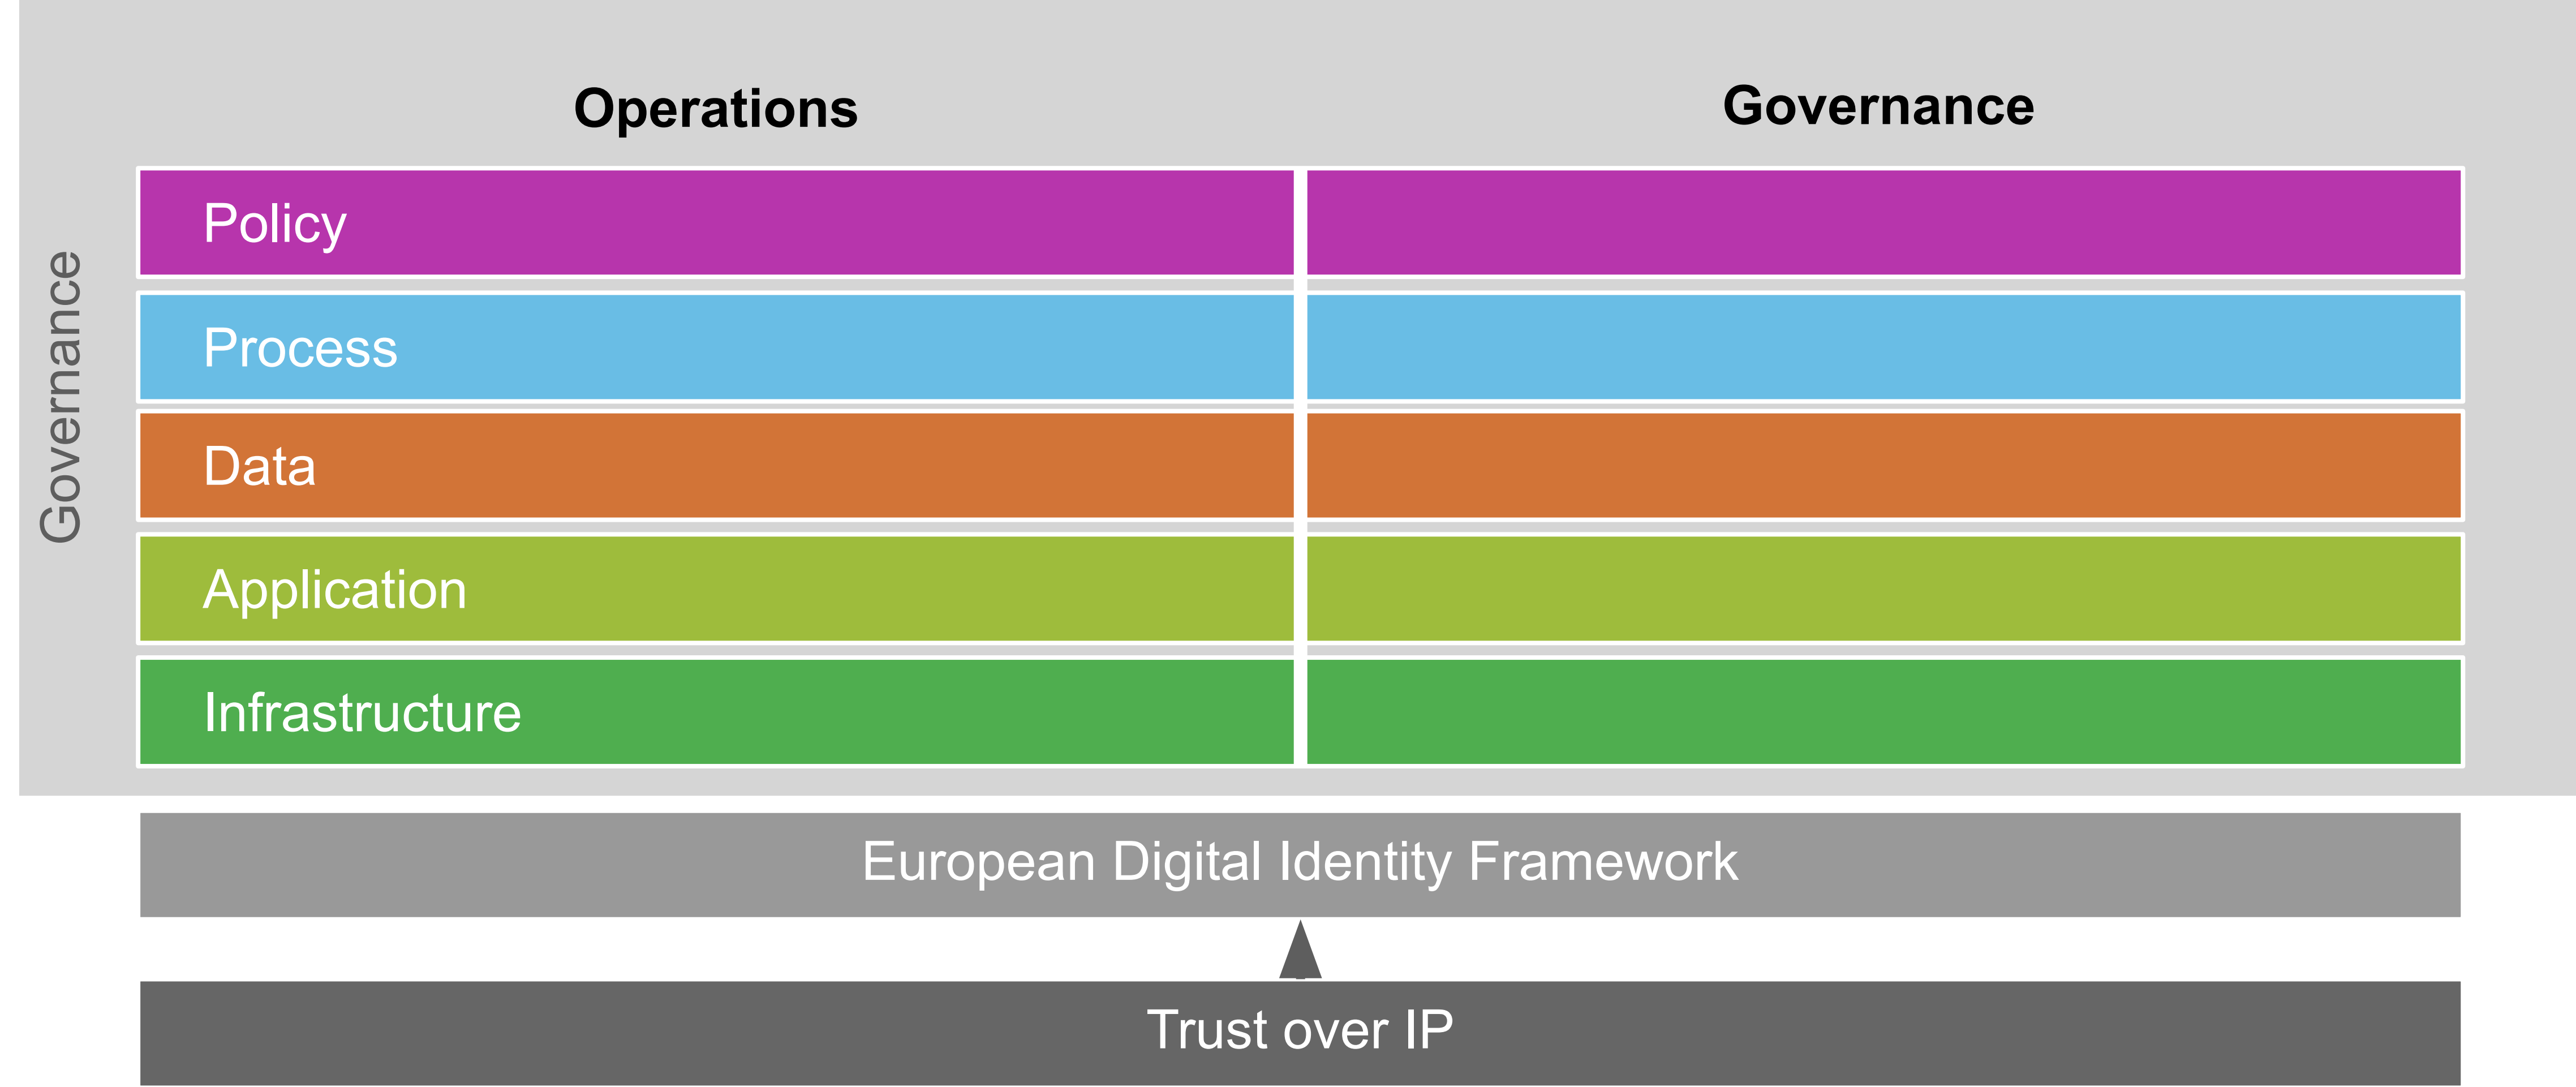 Operations
Governance
Governance
Policy
Process
Data
Application
Infrastructure
European Digital Identity Framework
Trust over IP